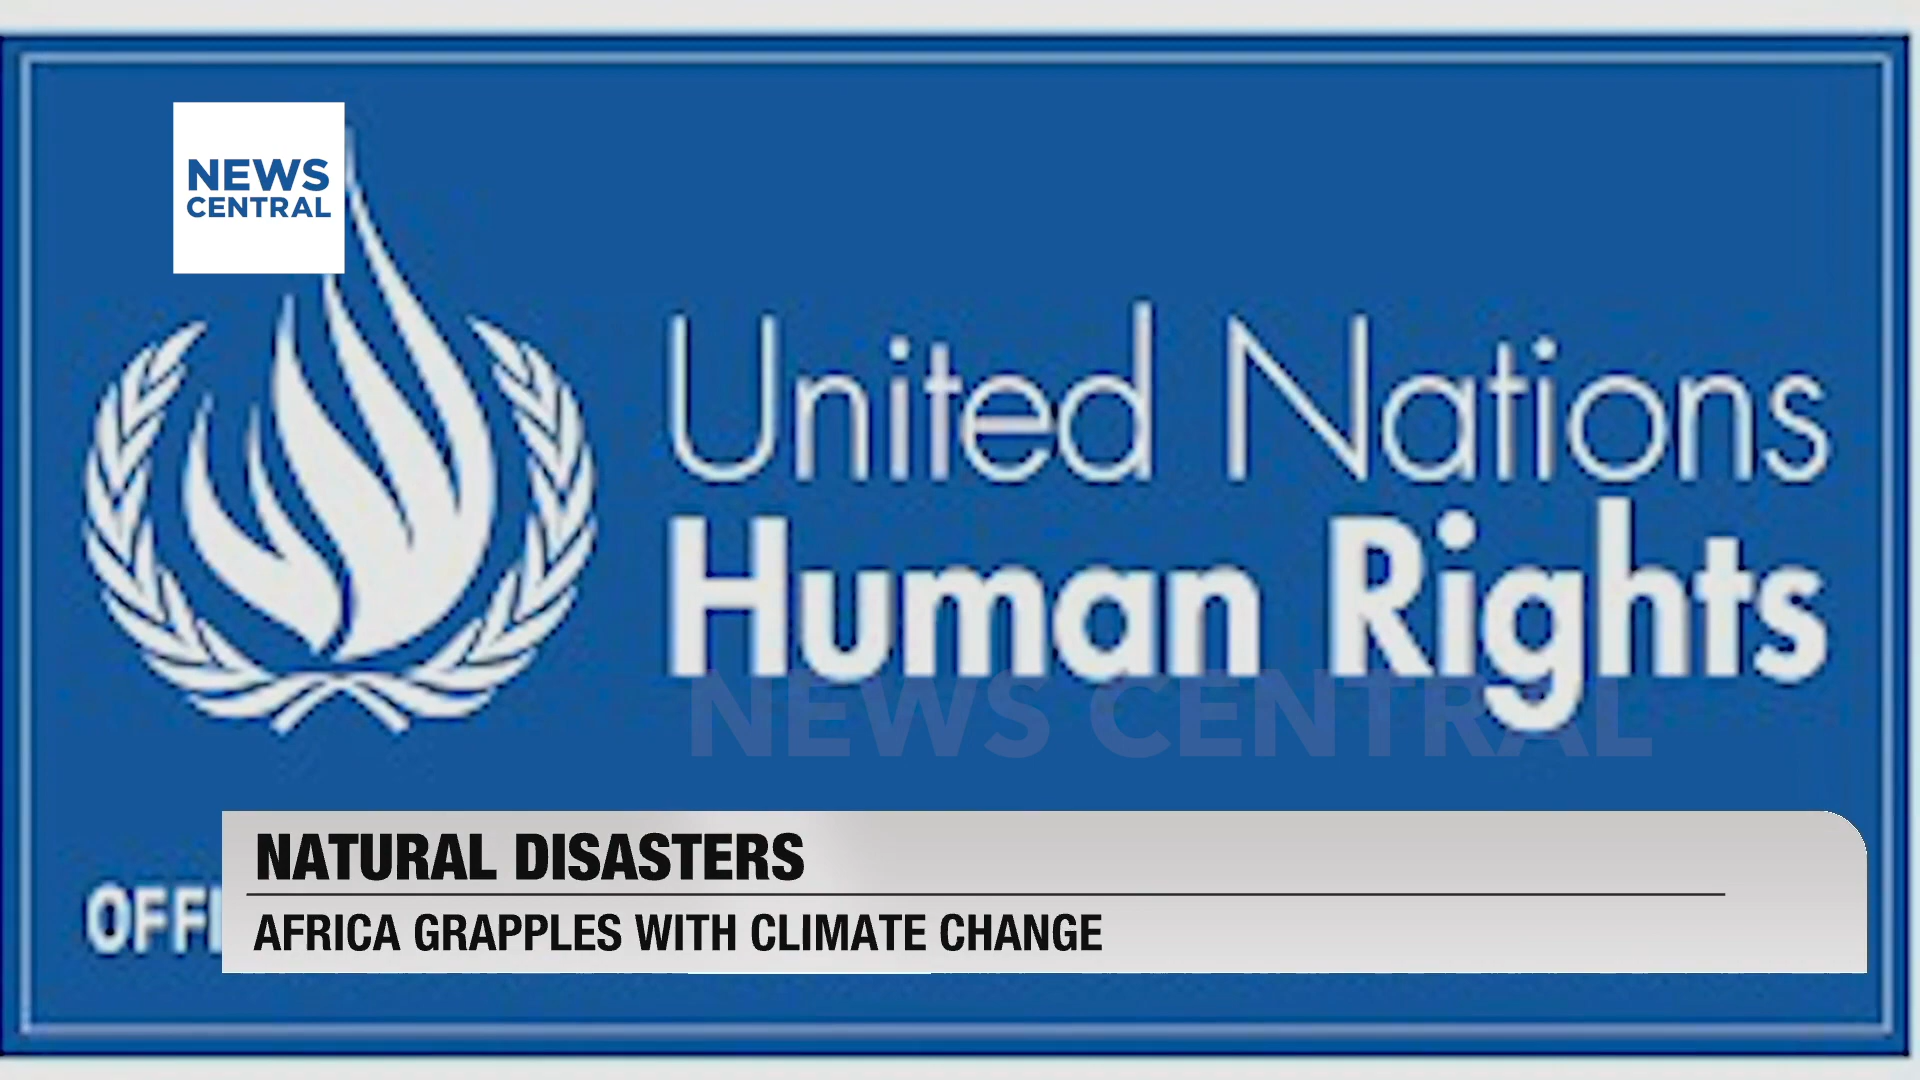 NEWS
CENTRAL
United Nations
Human Rights
NEWS CENTRAL
NATURAL DISASTERS
AFRICA GRAPPLES WITH CLIMATE CHANGE